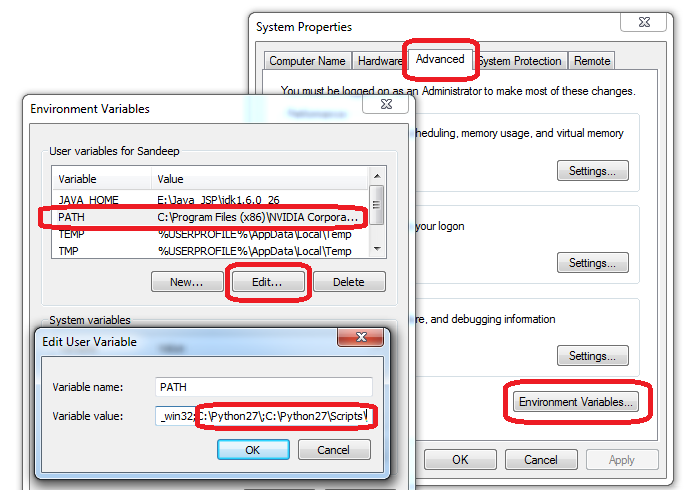 System Properties
Computer Name Hardware Advanced System Protection Remote
You must be logged on as an Administrator to make most of these changes.
heduling, memory usage, and virtual memory
Settings...
your logon
Settings...
re, and debugging information
Settings...
Environment Variables...
OK Cancel Apply
Environment Variables
User variables for Sandeep
Variable Value
JAVA_HOME E:\Java_JSP\jdk1.6.0_26
PATH C:\Program Files (x86)\NVIDIA Corpora...
TEMP %USERPROFILE%\AppData\Local\Temp
TMP %USERPROFILE%\AppData\Local\Temp
New... Edit... Delete
System variables
Edit User Variable
Variable name: PATH
Variable value: _win32;C:\Python27\;C:\Python27\Scripts\
OK Cancel